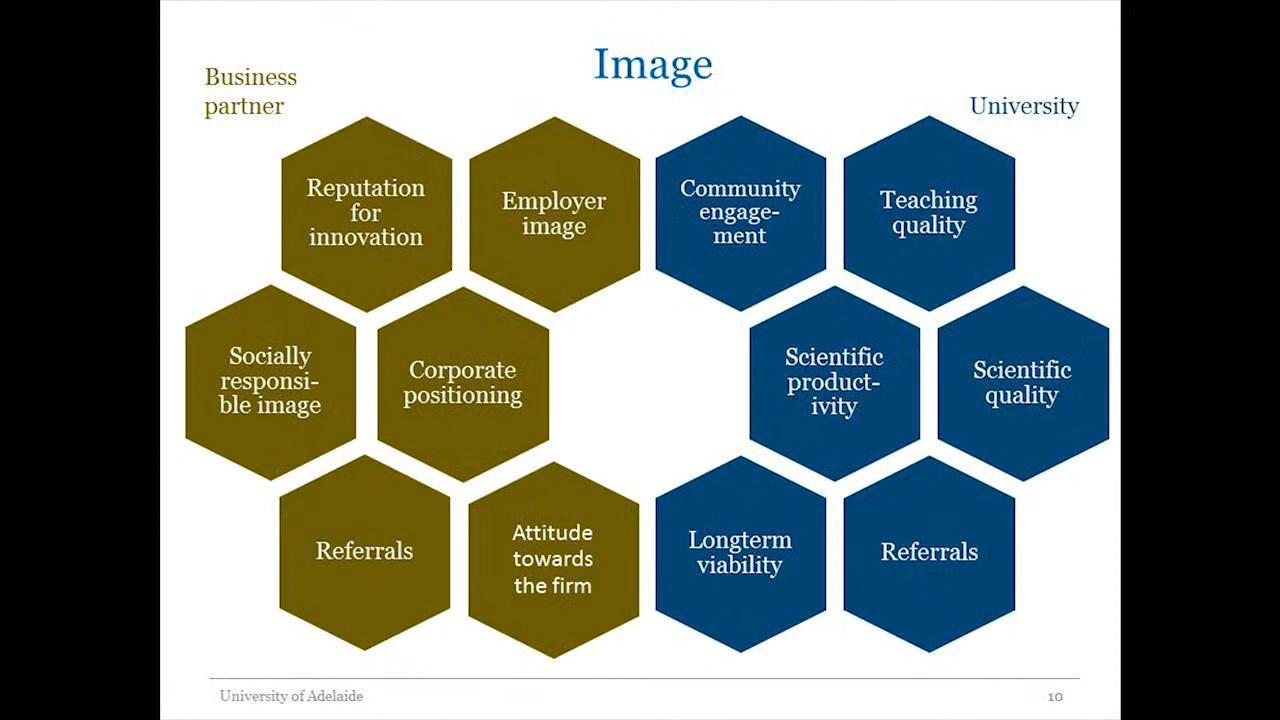 Image
Business
partner
University
Reputation
for
innovation
Employer
image
Community
engage-
ment
Teaching
quality
Socially
responsi-
ble image
Corporate
positioning
Scientific
product-
ivity
Scientific
quality
Referrals
Attitude
towards
the firm
Longterm
viability
Referrals
University of Adelaide
10